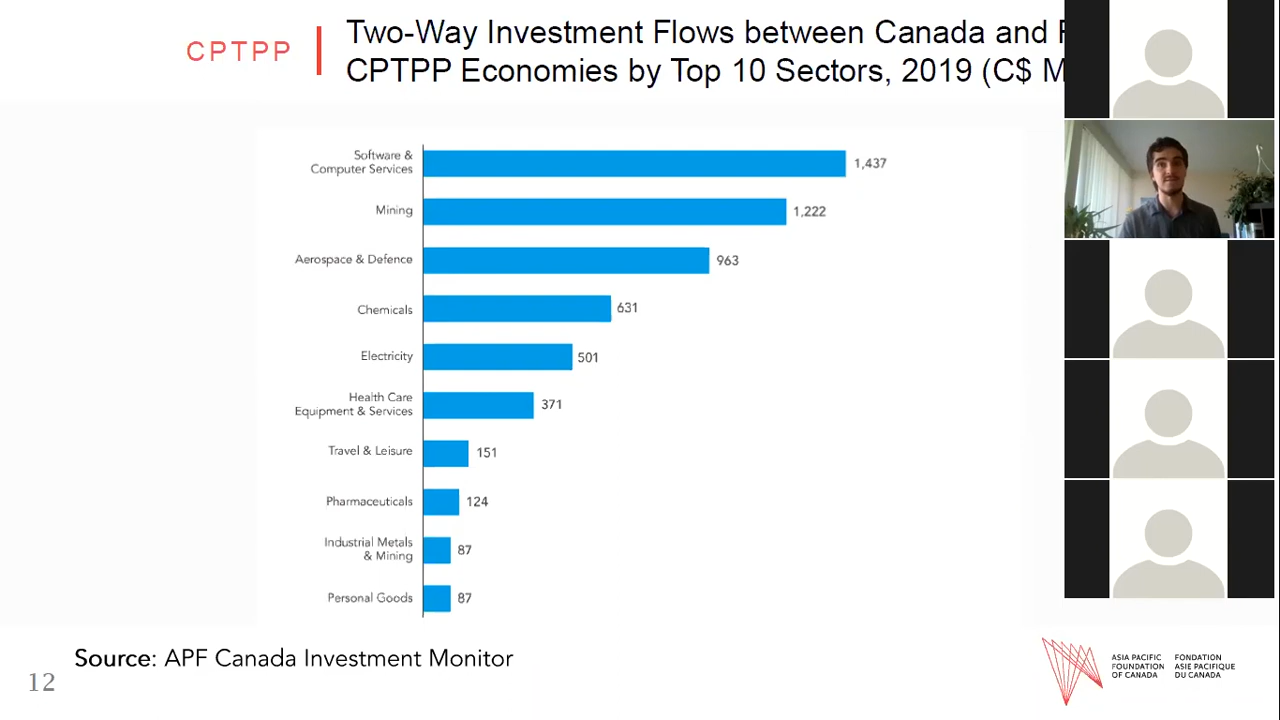 CPTPP
Two-Way Investment Flows between Canada and
CPTPP Economies by Top 10 Sectors, 2019 (C$
Software &
Computer Services
1,437
Mining
1,222
Aerospace & Defence
963
Chemicals
631
Electricity
501
Health Care
Equipment & Services
371
Travel & Leisure
151
Pharmaceuticals
124
Industrial Metals
& Mining
87
Personal Goods
87
Source: APF Canada Investment Monitor
12
ASIA PACIFIC
FOUNDATION
OF CANADA
FONDATION
ASIE PACIFIQUE
DU CANADA